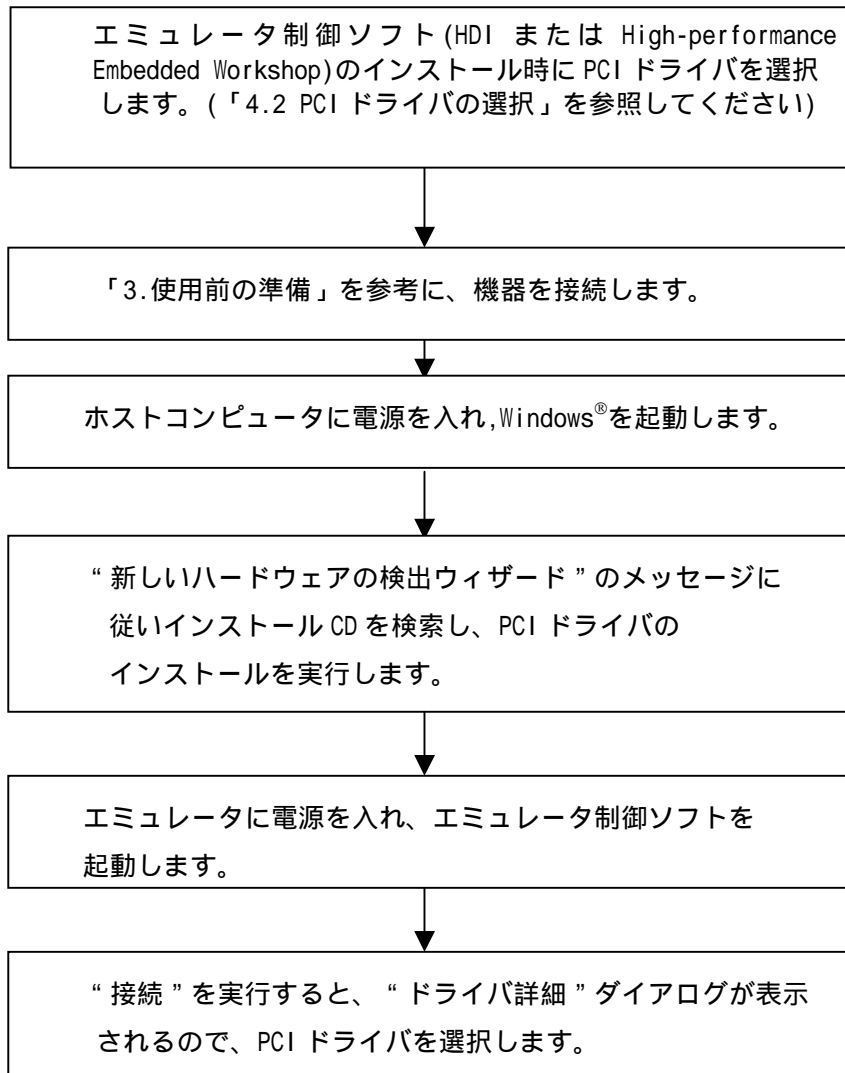 エミュレータ制御ソフト(HDI または High-performance
Embedded Workshop)のインストール時に PCI ドライバを選択
します。(「4.2 PCI ドライバの選択」を参照してください)
「3.使用前の準備」を参考に、機器を接続します。
ホストコンピュータに電源を入れ,Windows®を起動します。
“新しいハードウェアの検出ウィザード”のメッセージに
従いインストール CD を検索し、PCI ドライバの
インストールを実行します。
エミュレータに電源を入れ、エミュレータ制御ソフトを
起動します。
“接続”を実行すると、“ドライバ詳細”ダイアログが表示
されるので、PCI ドライバを選択します。